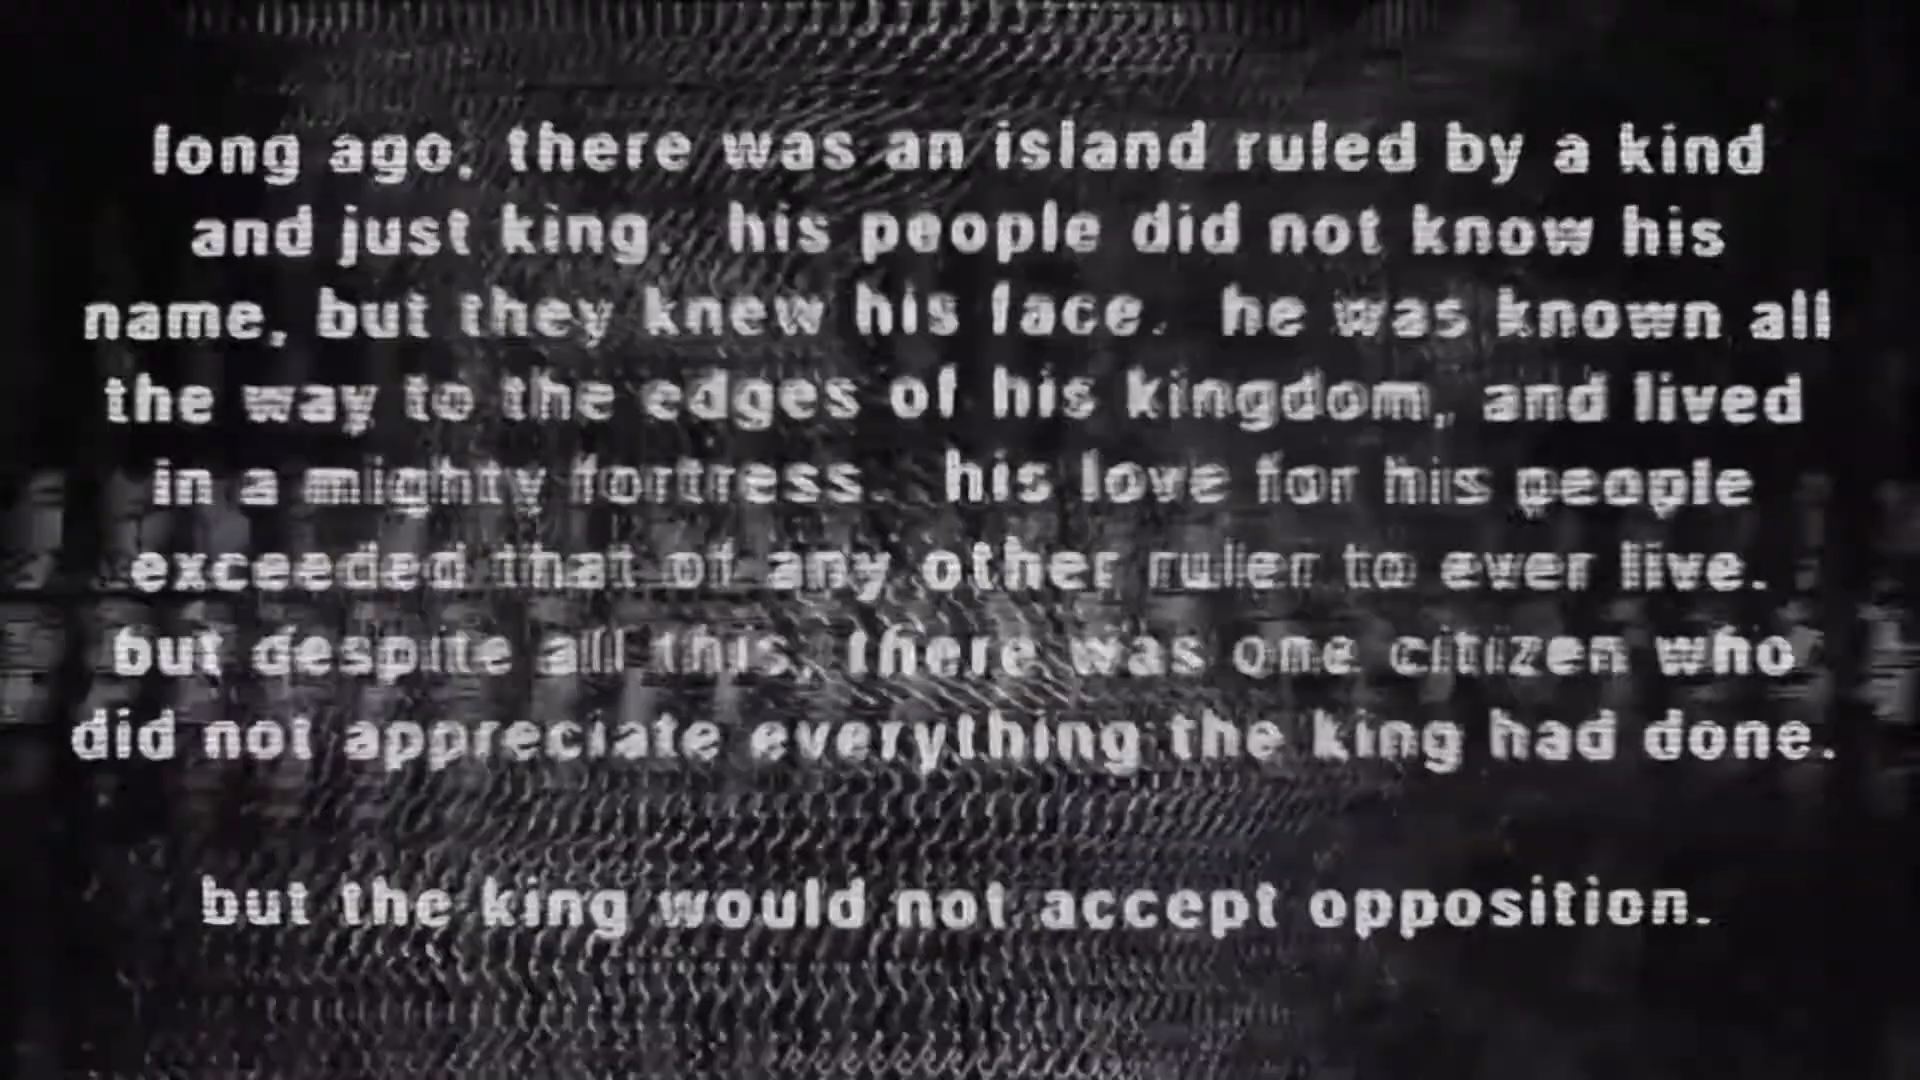 long ago, there was an island ruled by a kind
and just king. his people did not know his
name, but they knew his face. he was known all
the way to the edges of his kingdom, and lived
in a mighty fortress. his love for his people
exceeded that of any other ruler to ever live.
but despite all this, there was one citizen who
did not appreciate everything the king had done.
but the king would not accept opposition.